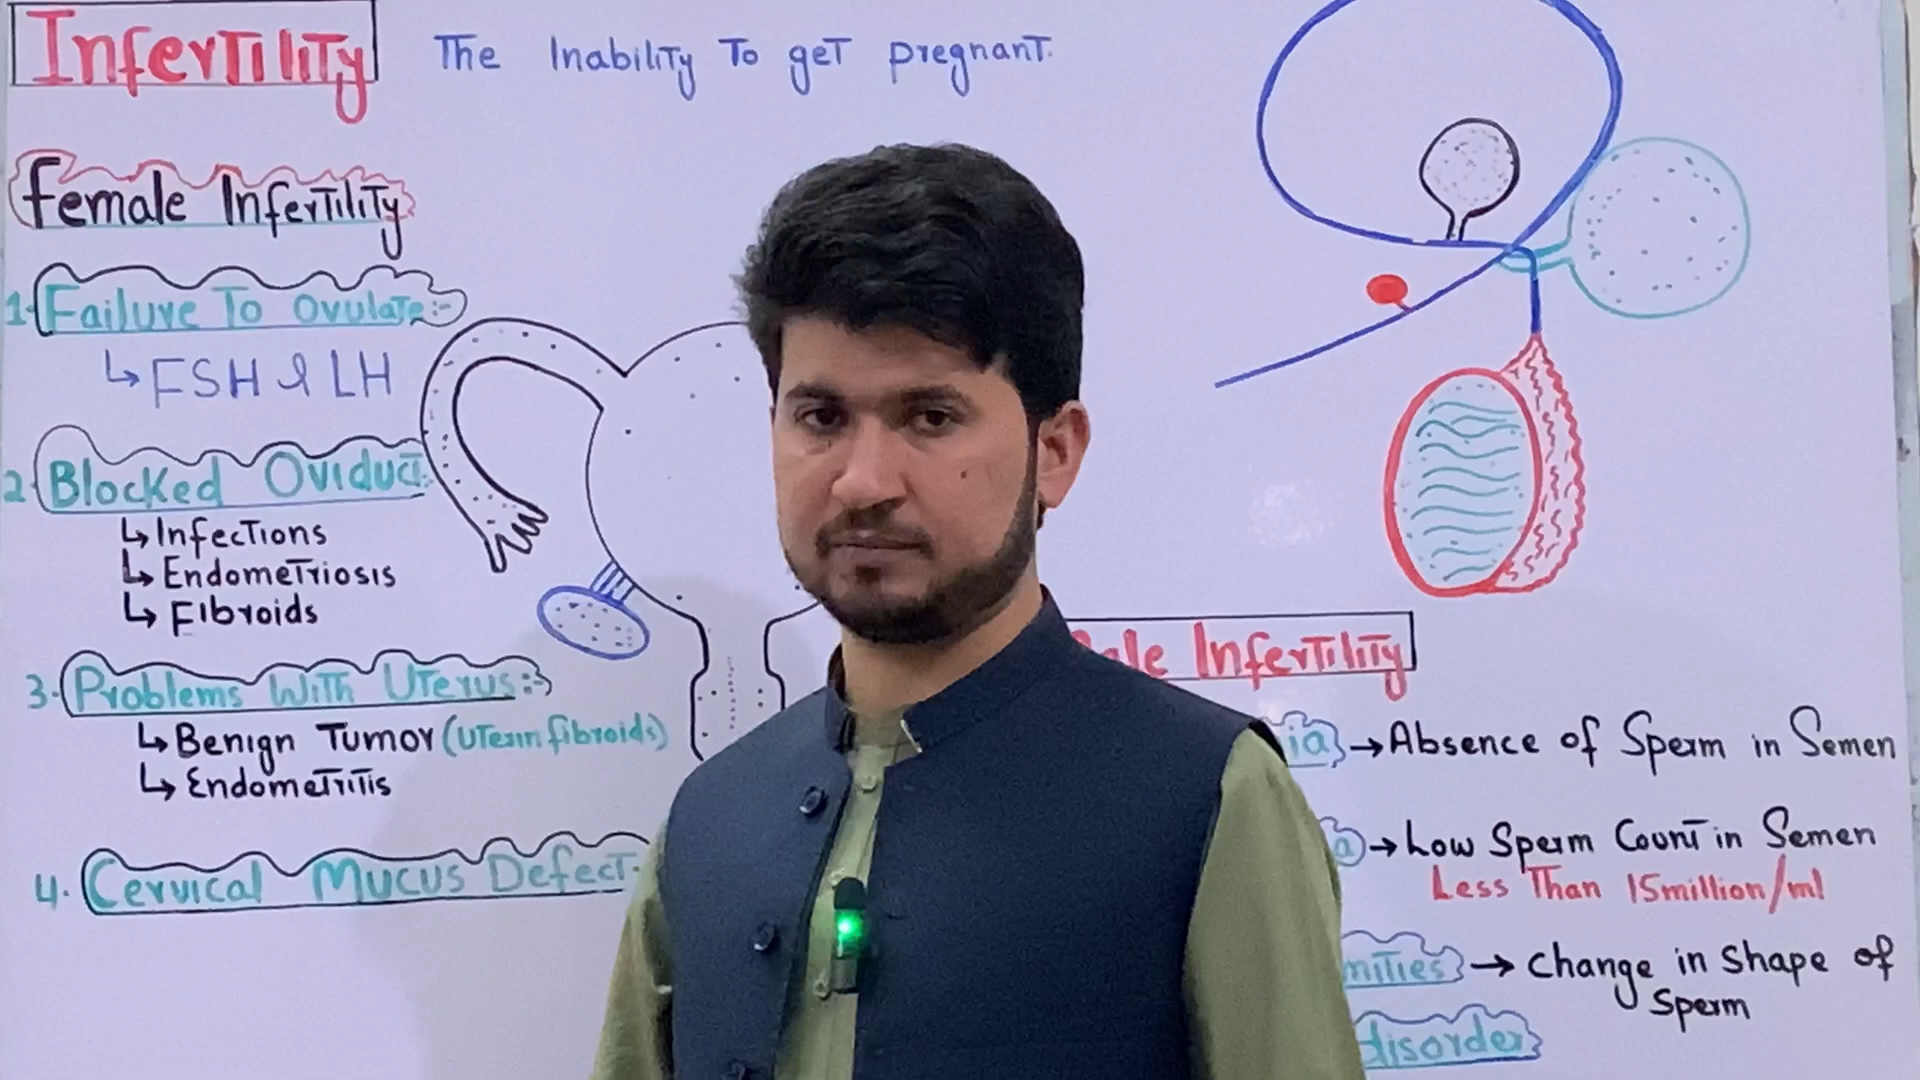 Infertility
The Inability To get pregnant.
Female Infertility
1. Failure To Ovulate:-
↳ FSH & LH
2. Blocked Oviduct
↳ Infections
↳ Endometriosis
↳ Fibroids
3. Problems With Uterus:-
↳ Benign Tumor (Uterin fibroids)
↳ Endometritis
4. Cervical Mucus Defect
Infertility
→ Absence of Sperm in Semen
→ Low Sperm Count in Semen
Less Than 15million/ml
→ Change in Shape of
Sperm
disorder